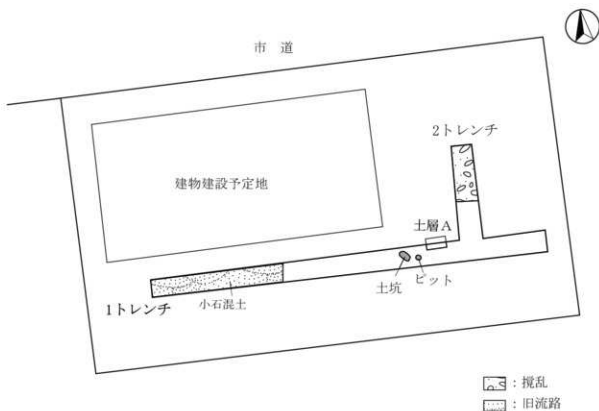 市道
2トレンチ
建物建設予定地
土層A
土坑
ピット
小石混土
1トレンチ
：撹乱
：旧流路